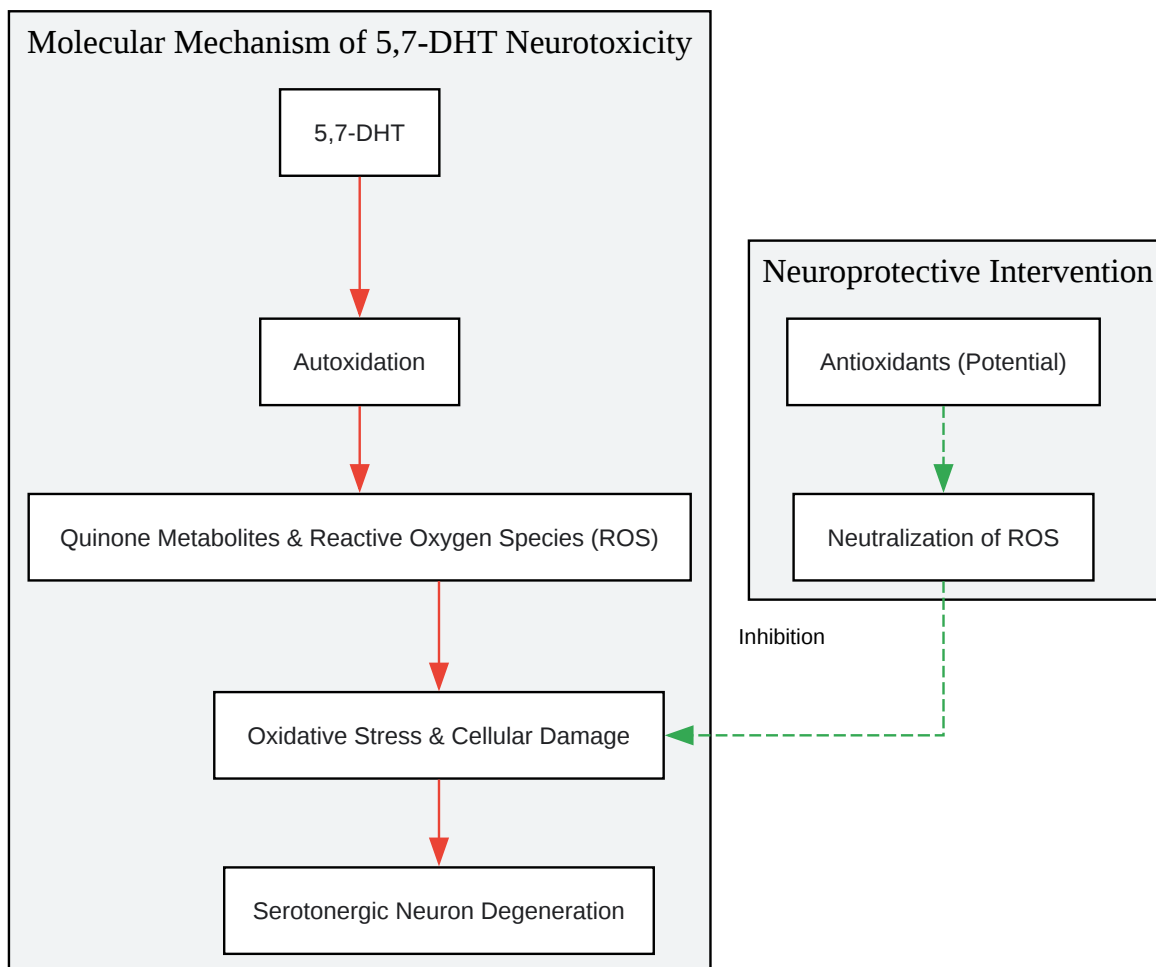 Molecular Mechanism of 5,7-DHT Neurotoxicity
5,7-DHT
Autoxidation
Quinone Metabolites & Reactive Oxygen Species (ROS)
Oxidative Stress & Cellular Damage
Serotonergic Neuron Degeneration
Neuroprotective Intervention
Antioxidants (Potential)
Neutralization of ROS
Inhibition